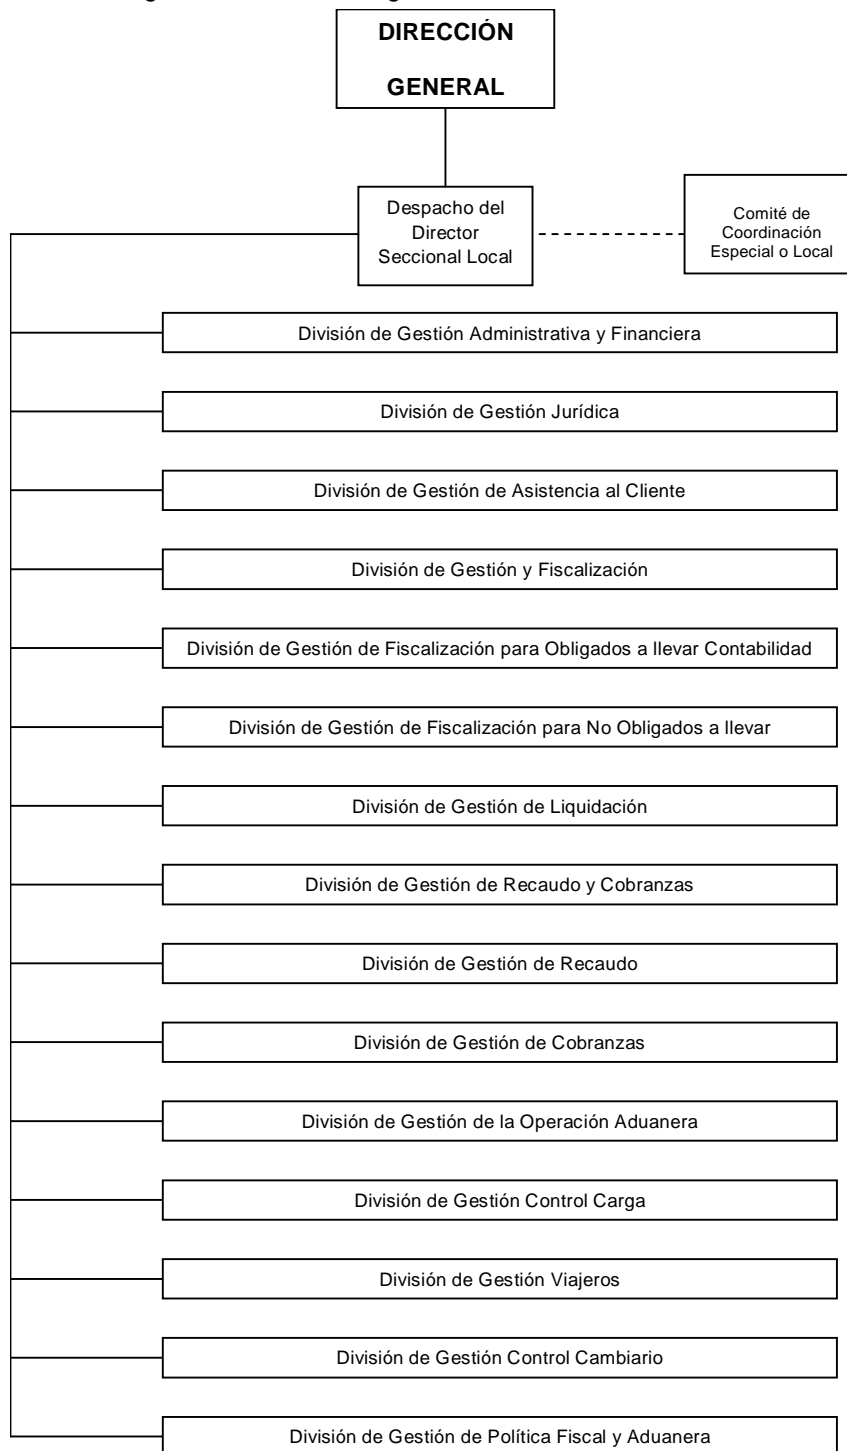 DIRECCIÓN
GENERAL
Despacho del
Director
Seccional Local
Comité de
Coordinación
Especial o Local
División de Gestión Administrativa y Financiera
División de Gestión Jurídica
División de Gestión de Asistencia al Cliente
División de Gestión y Fiscalización
División de Gestión de Fiscalización para Obligados a llevar Contabilidad
División de Gestión de Fiscalización para No Obligados a llevar
División de Gestión de Liquidación
División de Gestión de Recaudo y Cobranzas
División de Gestión de Recaudo
División de Gestión de Cobranzas
División de Gestión de la Operación Aduanera
División de Gestión Control Carga
División de Gestión Viajeros
División de Gestión Control Cambiario
División de Gestión de Política Fiscal y Aduanera